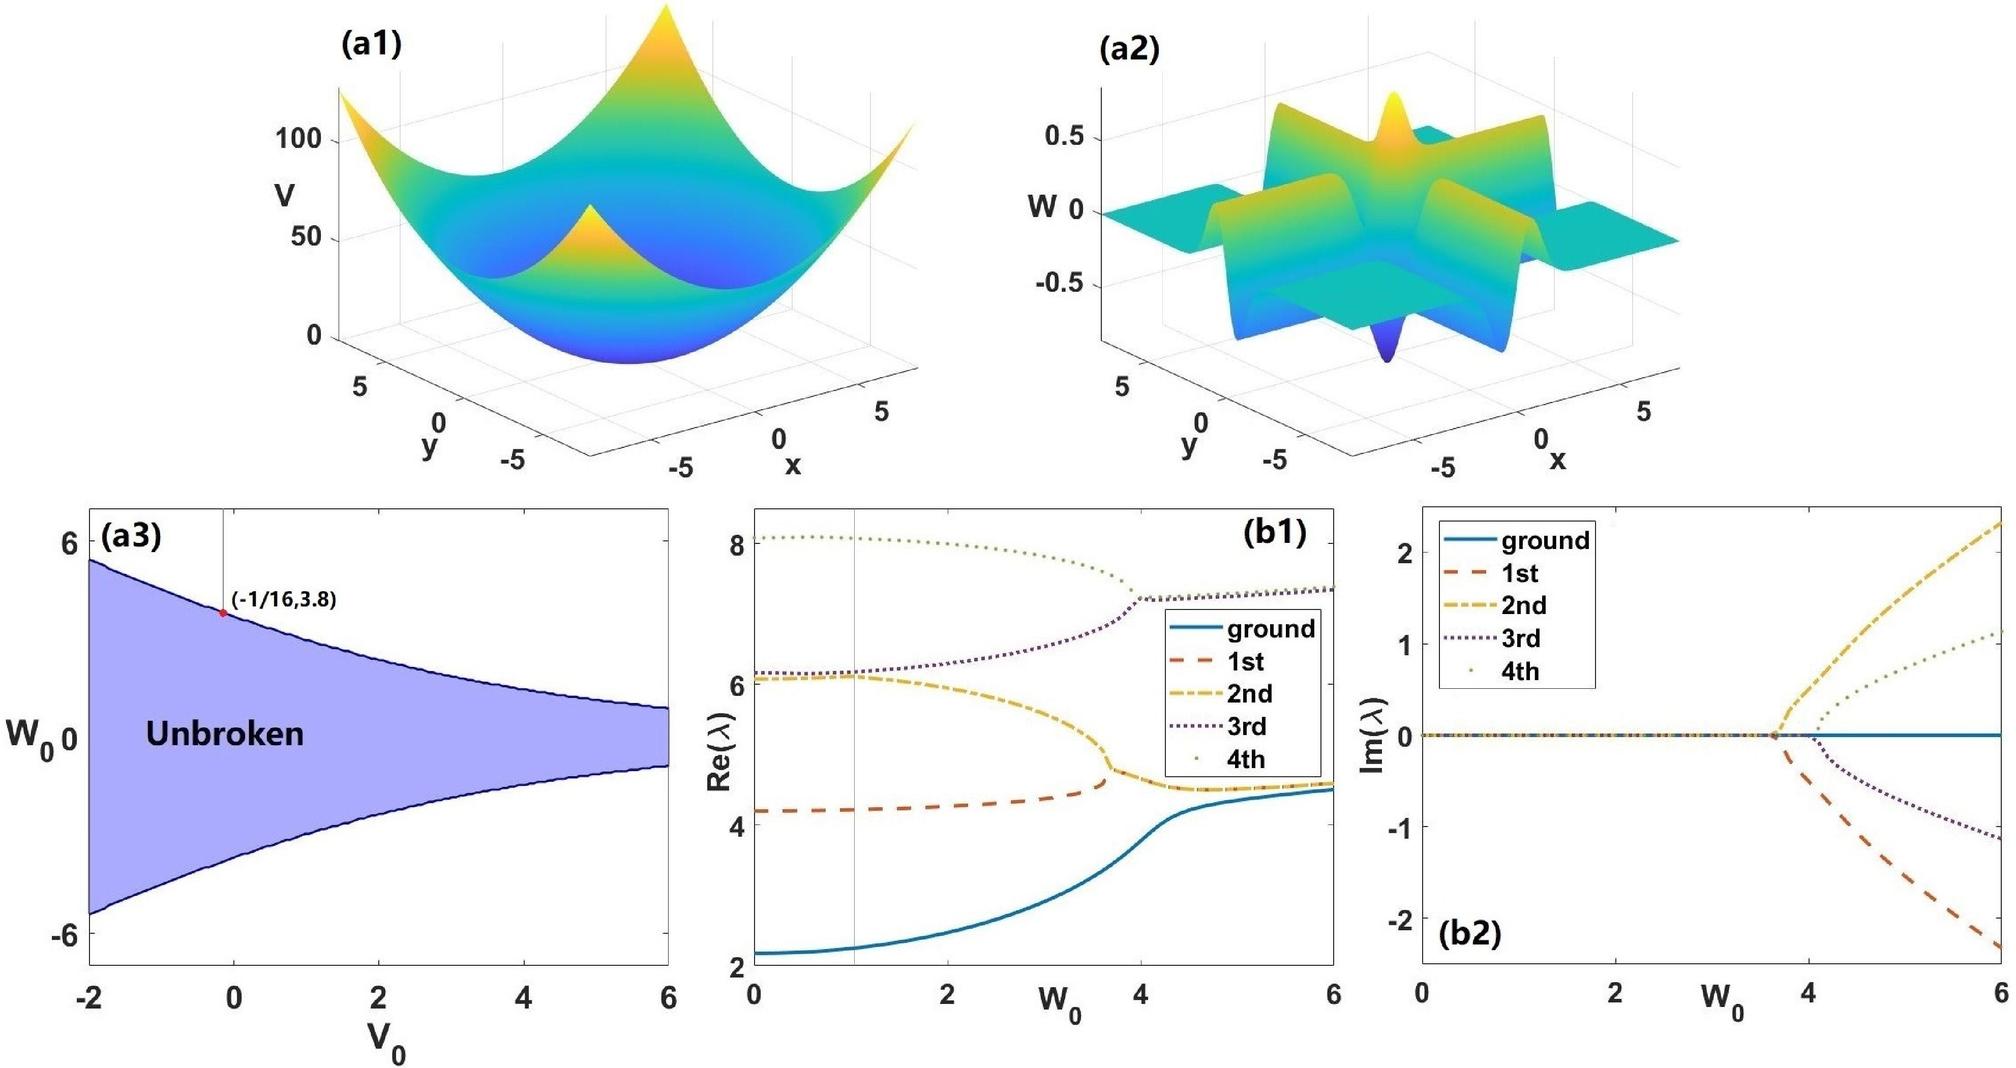 (a1)
100
V
50
0
5
0
y
-5
-5
0
x
5
(a2)
0.5
W 0
-0.5
5
0
y
-5
-5
0
x
5
(a3)
6
(-1/16,3.8)
W0 0
Unbroken
-6
-2 0 2 4 6
V0
(b1)
8
6
Re(λ)
4
2
ground
1st
2nd
3rd
4th
0 2 4 6
W0
ground
1st
2nd
3rd
4th
2
1
Im(λ)
0
-1
-2
(b2)
0 2 4 6
W0